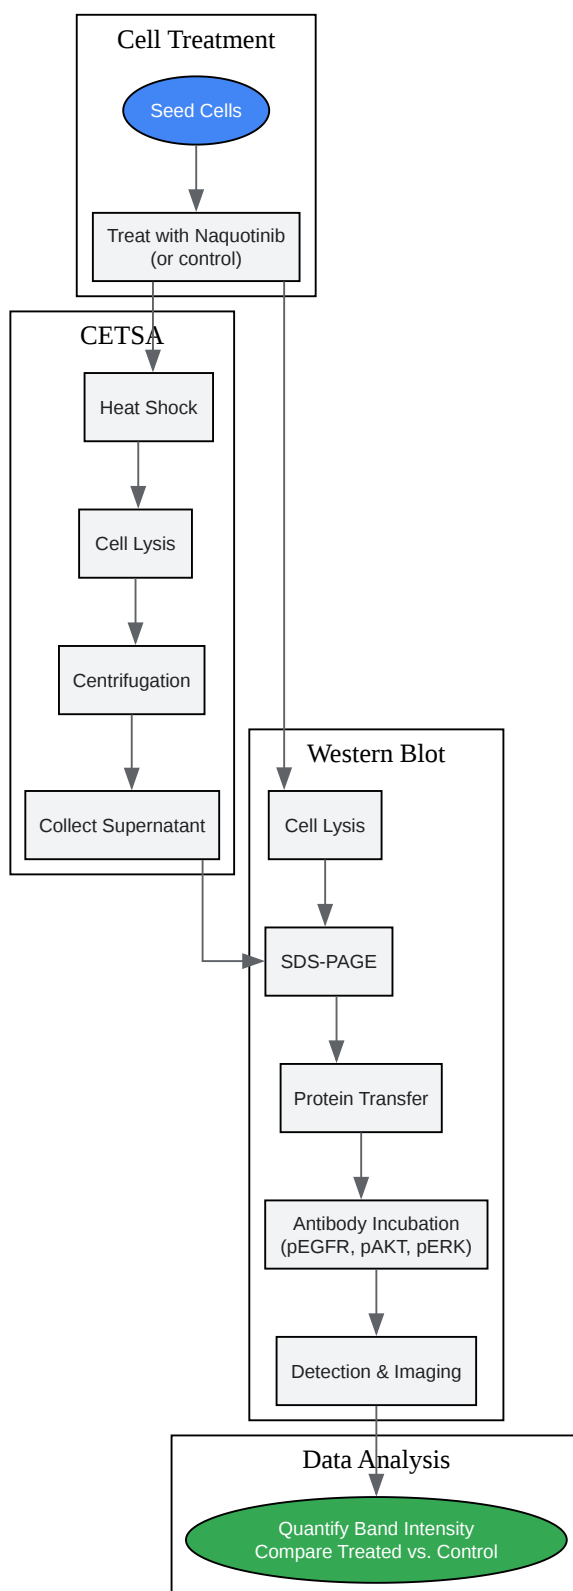 Cell Treatment
Seed Cells
Treat with Naquotinib
(or control)
CETSA
Heat Shock
Cell Lysis
Centrifugation
Collect Supernatant
Western Blot
Cell Lysis
SDS-PAGE
Protein Transfer
Antibody Incubation
(pEGFR, pAKT, pERK)
Detection & Imaging
Data Analysis
Quantify Band Intensity
Compare Treated vs. Control